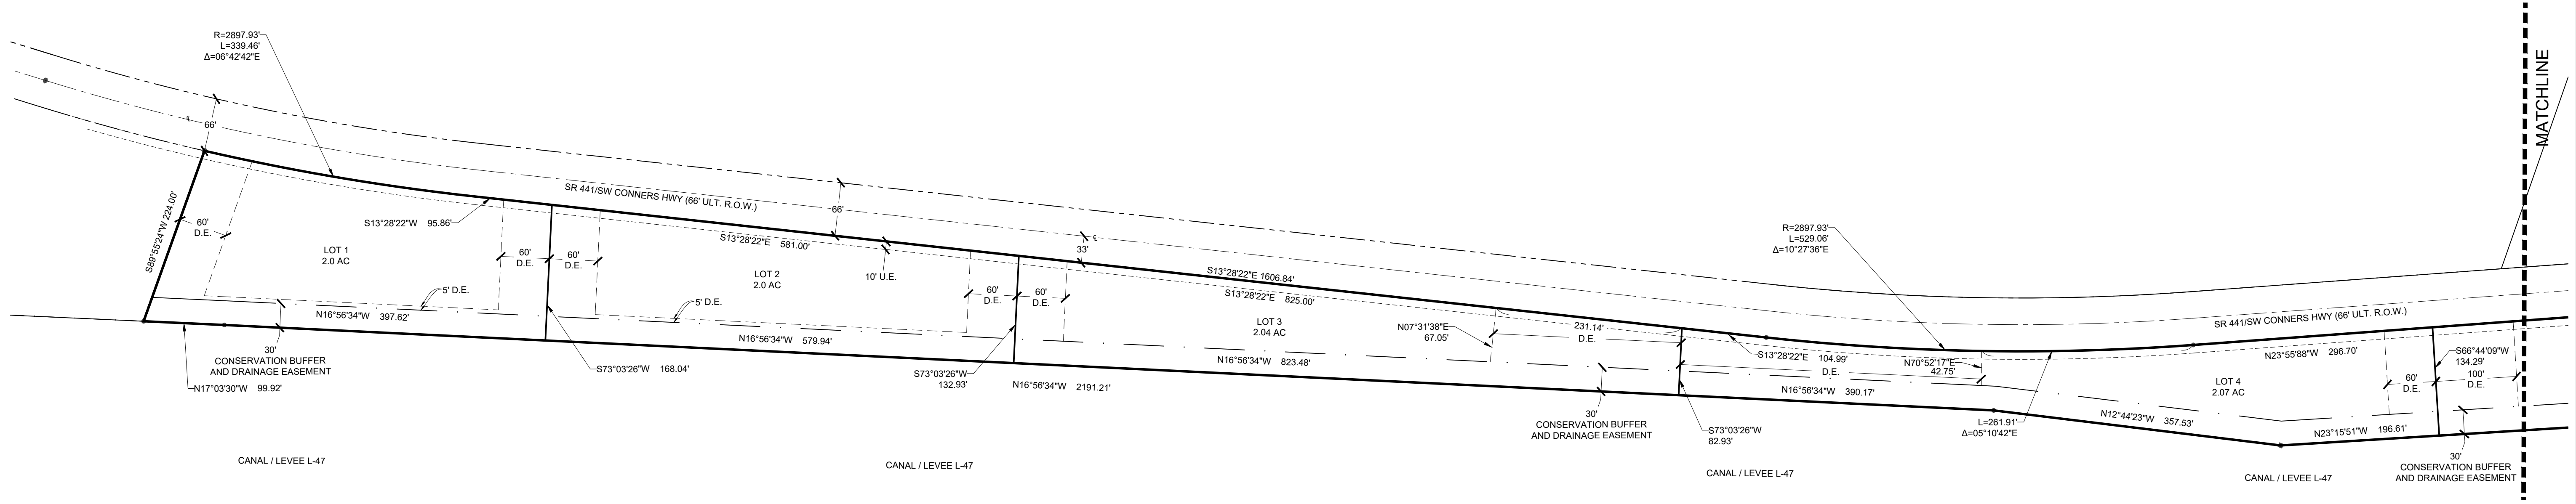 R=2897.93'
L=339.46'
Δ=06°42'42"E
66'
S89°55'24"W 224.00'
60'
D.E.
S13°28'22"W 95.86'
LOT 1
2.0 AC
5' D.E.
N16°56'34"W 397.62'
30'
CONSERVATION BUFFER
AND DRAINAGE EASEMENT
N17°03'30"W 99.92'
CANAL / LEVEE L-47
60'
D.E.
60'
D.E.
S73°03'26"W 168.04'
SR 441/SW CONNERS HWY (66' ULT. R.O.W.)
66'
S13°28'22"E 581.00'
10' U.E.
LOT 2
2.0 AC
5' D.E.
N16°56'34"W 579.94'
CANAL / LEVEE L-47
60'
D.E.
60'
D.E.
S73°03'26"W
132.93'
33'
N16°56'34"W 2191.21'
S13°28'22"E 1606.84'
S13°28'22"E 825.00'
LOT 3
2.04 AC
N16°56'34"W 823.48'
N07°31'38"E
67.05'
231.14'
D.E.
30'
CONSERVATION BUFFER
AND DRAINAGE EASEMENT
S73°03'26"W
82.93'
CANAL / LEVEE L-47
S13°28'22"E 104.99'
D.E.
R=2897.93'
L=529.06'
Δ=10°27'36"E
N70°52'17"E
42.75'
N16°56'34"W 390.17'
L=261.91'
Δ=05°10'42"E
N12°44'23"W 357.53'
SR 441/SW CONNERS HWY (66' ULT. R.O.W.)
N23°55'88"W 296.70'
LOT 4
2.07 AC
N23°15'51"W 196.61'
60'
D.E.
S66°44'09"W
134.29'
100'
D.E.
30'
CONSERVATION BUFFER
AND DRAINAGE EASEMENT
CANAL / LEVEE L-47
MATCHLINE